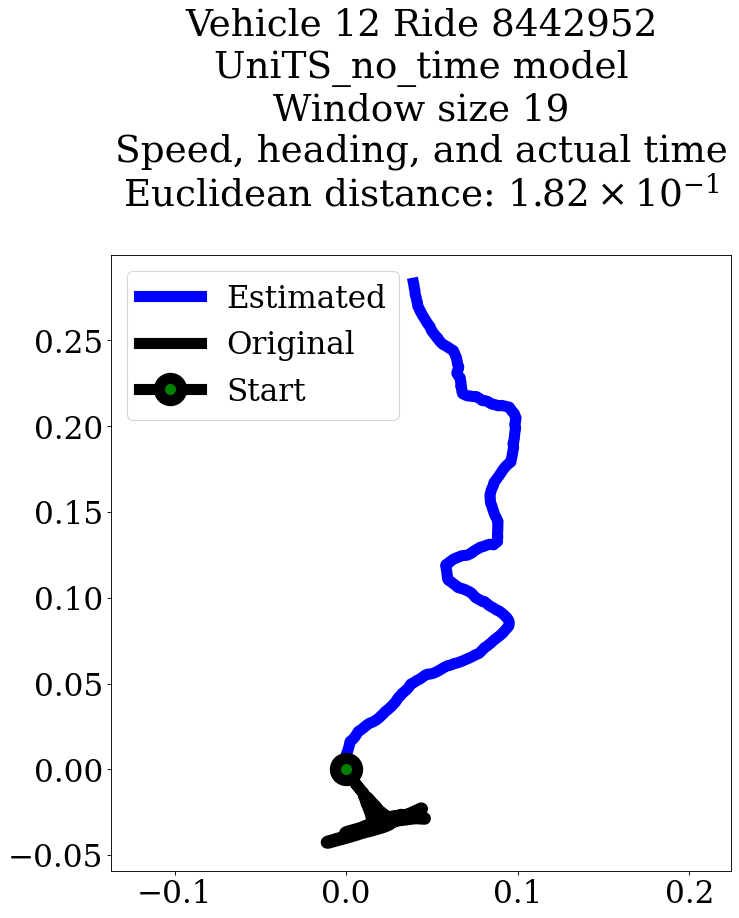 Vehicle 12 Ride 8442952
UniTS_no_time model
Window size 19
Speed, heading, and actual time
Euclidean distance: 1.82 × 10⁻¹
Estimated
Original
Start
0.25
0.20
0.15
0.10
0.05
0.00
−0.05
−0.1
0.0
0.1
0.2